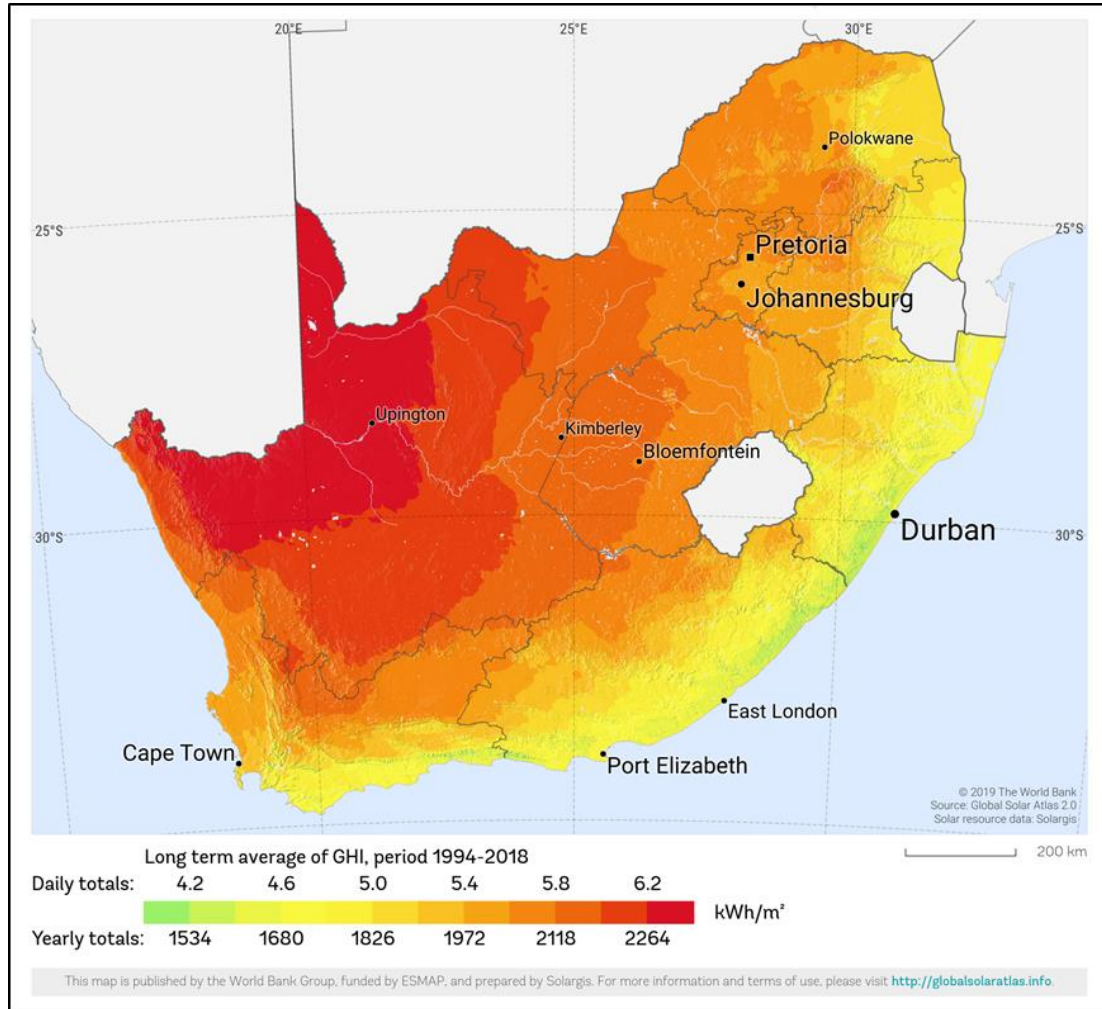 20°E
25°E
30°E
Polokwane
25°S
25°S
Pretoria
Johannesburg
Upington
Kimberley
Bloemfontein
Durban
30°S
30°S
East London
Cape Town
Port Elizabeth
© 2019 The World Bank
Source: Global Solar Atlas 2.0
Solar resource data: Solargis
Long term average of GHI, period 1994-2018
200 km
Daily totals: 4.2 4.6 5.0 5.4 5.8 6.2
kWh/m²
Yearly totals: 1534 1680 1826 1972 2118 2264
This map is published by the World Bank Group, funded by ESMAP, and prepared by Solargis. For more information and terms of use, please visit http://globalsolaratlas.info.